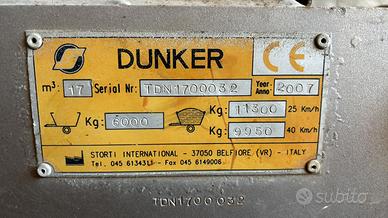 DUNKER CE
m³: 17 Serial Nr: TDN1700032 Year- Anno: 2007
Kg: 6000 Kg: 11300 25 Km/h
Kg: 9950 40 Km/h
STORTI INTERNATIONAL - 37050 BELFIORE (VR) - ITALY
Tel. 045 6134311 - Fax 045 6149006
TDN1700032
subito